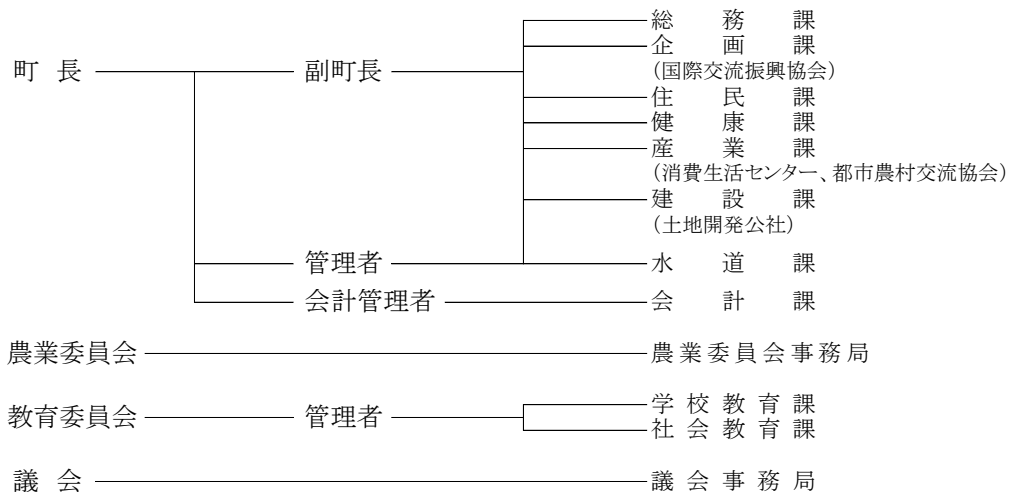 総務課
企画課
町長 副町長 (国際交流振興協会)
住民課
健康課
産業課
(消費生活センター、都市農村交流協会)
建設課
(土地開発公社)
管理者 水道課
会計管理者 会計課
農業委員会 農業委員会事務局
学校教育課
教育委員会 管理者
社会教育課
議会 議会事務局